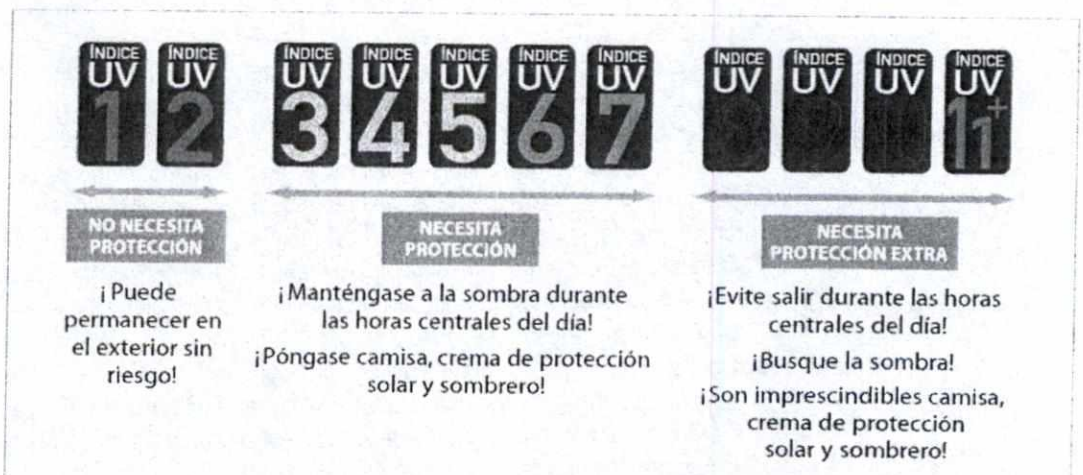 ÍNDICE UV 1
ÍNDICE UV 2
ÍNDICE UV 3
ÍNDICE UV 4
ÍNDICE UV 5
ÍNDICE UV 6
ÍNDICE UV 7
ÍNDICE UV
ÍNDICE UV
ÍNDICE UV
ÍNDICE UV 11+
NO NECESITA
PROTECCIÓN
¡Puede
permanecer en
el exterior sin
riesgo!
NECESITA
PROTECCIÓN
¡Manténgase a la sombra durante
las horas centrales del día!
¡Póngase camisa, crema de protección
solar y sombrero!
NECESITA
PROTECCIÓN EXTRA
¡Evite salir durante las horas
centrales del día!
¡Busque la sombra!
¡Son imprescindibles camisa,
crema de protección
solar y sombrero!